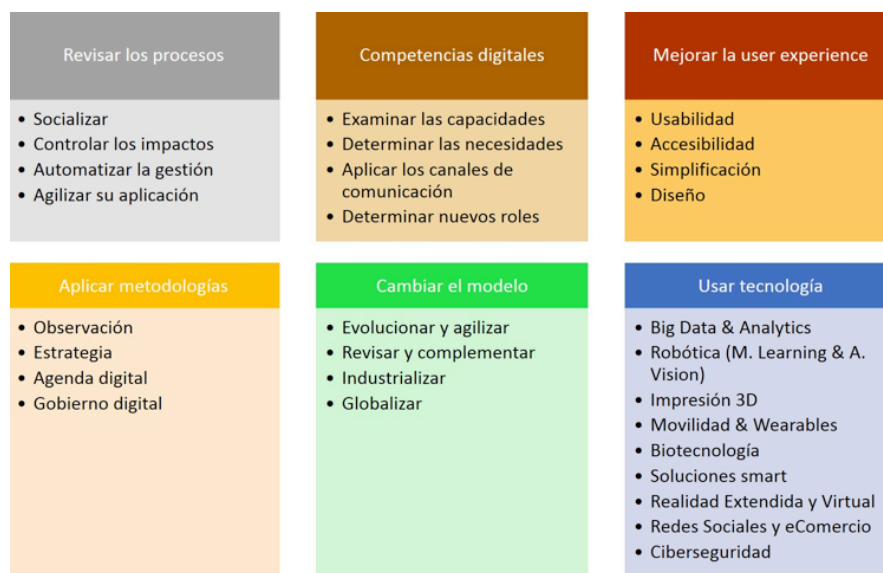 Revisar los procesos
• Socializar
• Controlar los impactos
• Automatizar la gestión
• Agilizar su aplicación
Competencias digitales
• Examinar las capacidades
• Determinar las necesidades
• Aplicar los canales de
comunicación
• Determinar nuevos roles
Mejorar la user experience
• Usabilidad
• Accesibilidad
• Simplificación
• Diseño
Aplicar metodologías
• Observación
• Estrategia
• Agenda digital
• Gobierno digital
Cambiar el modelo
• Evolucionar y agilizar
• Revisar y complementar
• Industrializar
• Globalizar
Usar tecnología
• Big Data & Analytics
• Robótica (M. Learning & A.
Vision)
• Impresión 3D
• Movilidad & Wearables
• Biotecnología
• Soluciones smart
• Realidad Extendida y Virtual
• Redes Sociales y eComercio
• Ciberseguridad